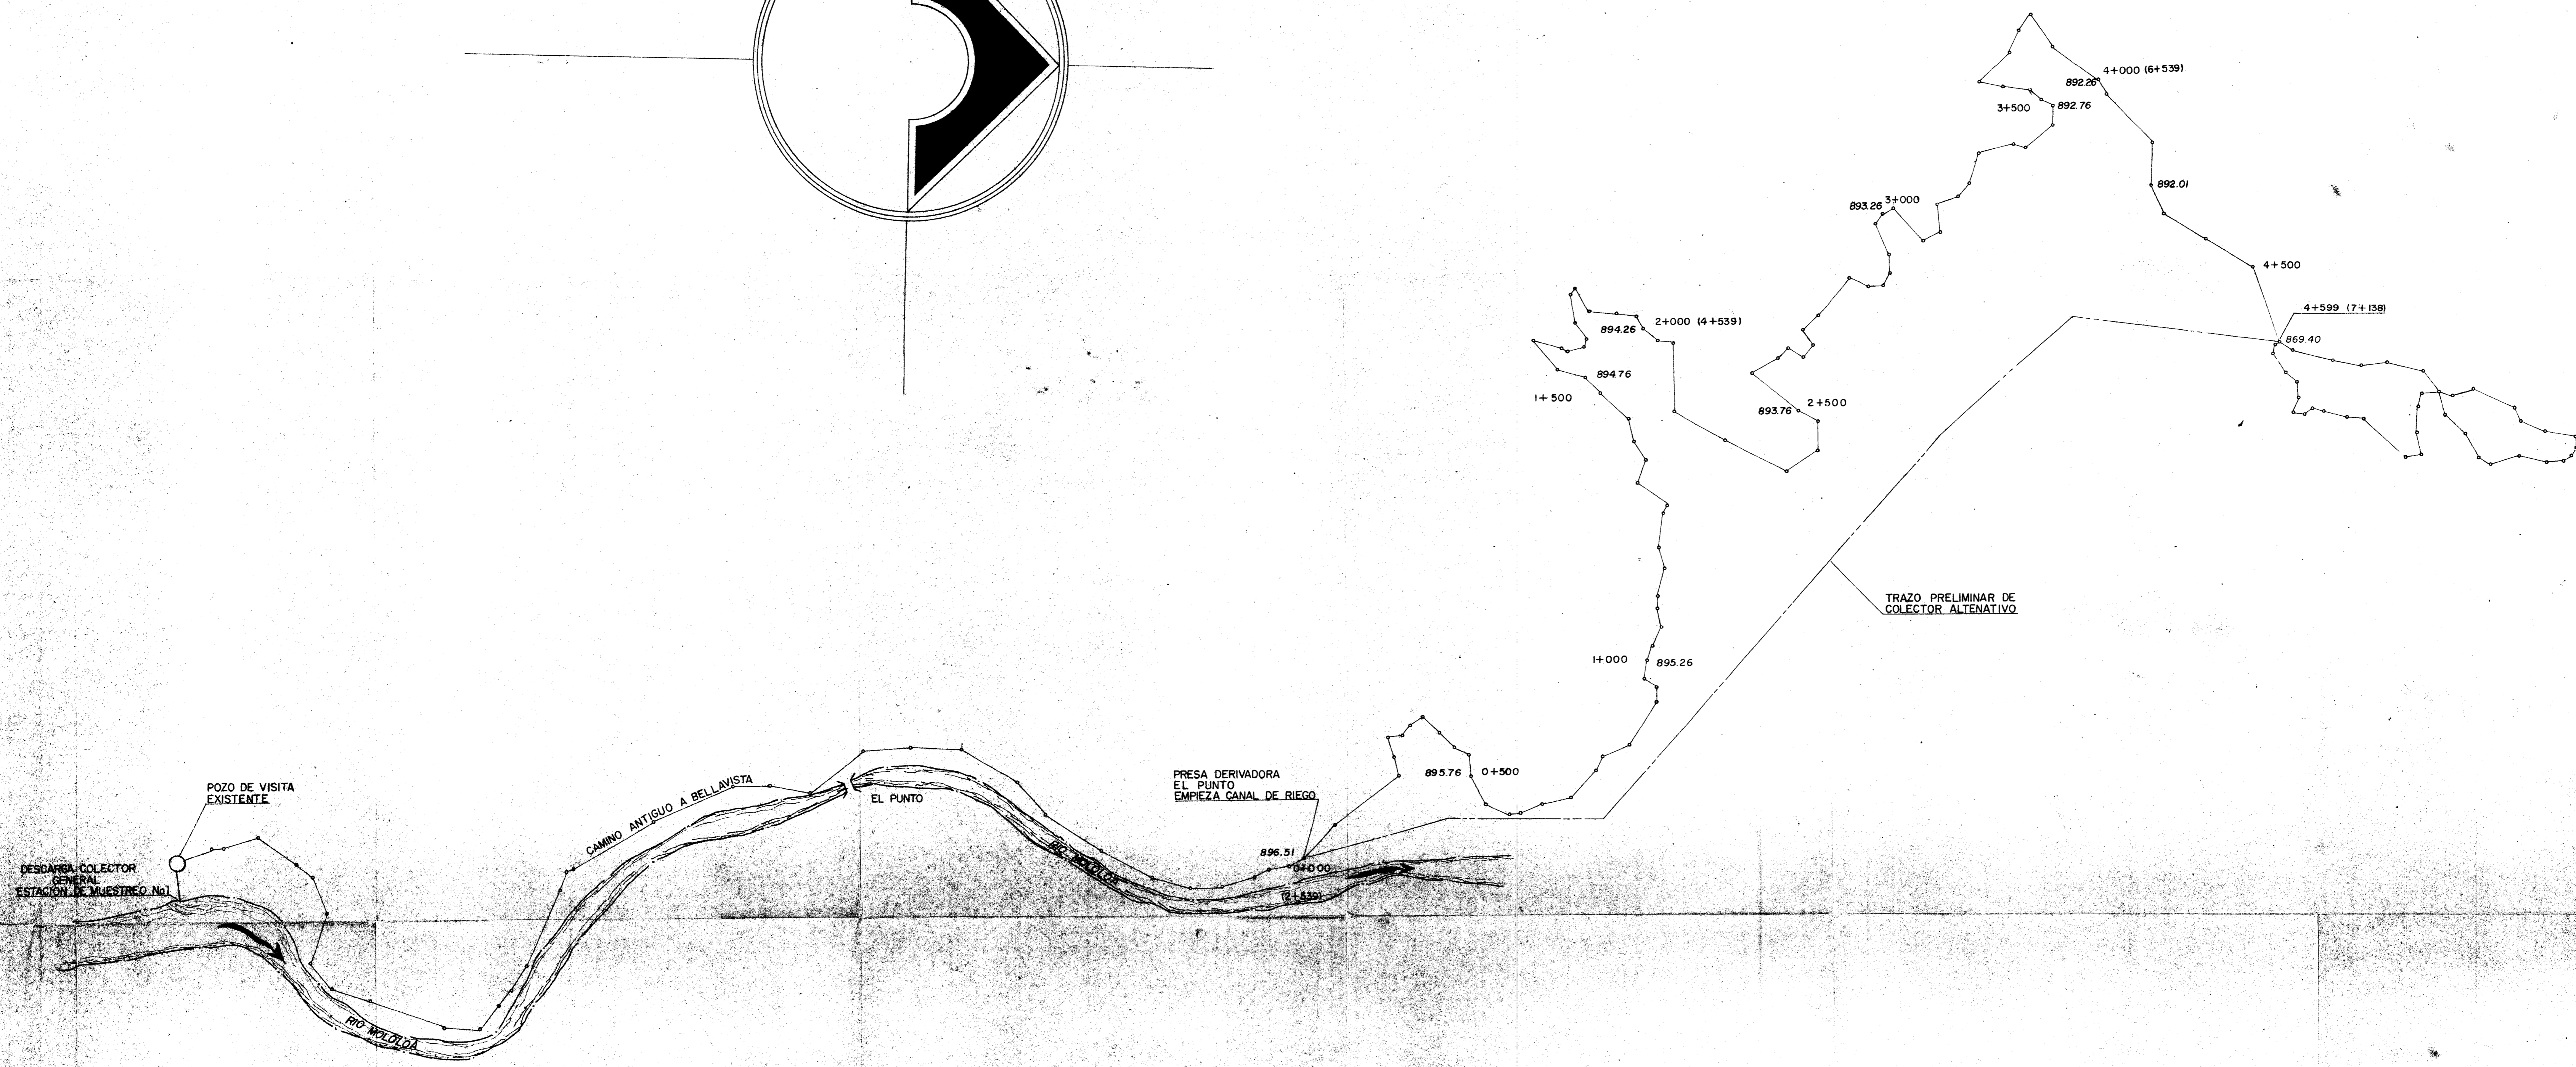 4+000 (6+539)
892.26
3+500
892.76
892.01
893.26
3+000
4+500
4+599 (7+138)
869.40
2+000 (4+539)
894.26
894.76
1+500
893.76
2+500
TRAZO PRELIMINAR DE
COLECTOR ALTENATIVO
1+000
895.26
895.76
0+500
PRESA DERIVADORA
EL PUNTO
EMPIEZA CANAL DE RIEGO
896.51
0+000
(2+539)
POZO DE VISITA
EXISTENTE
CAMINO ANTIGUO A BELLAVISTA
EL PUNTO
RIO MOLOLOA
DESCARGA COLECTOR
GENERAL
ESTACION DE MUESTREO No.1
RIO MOLOLOA